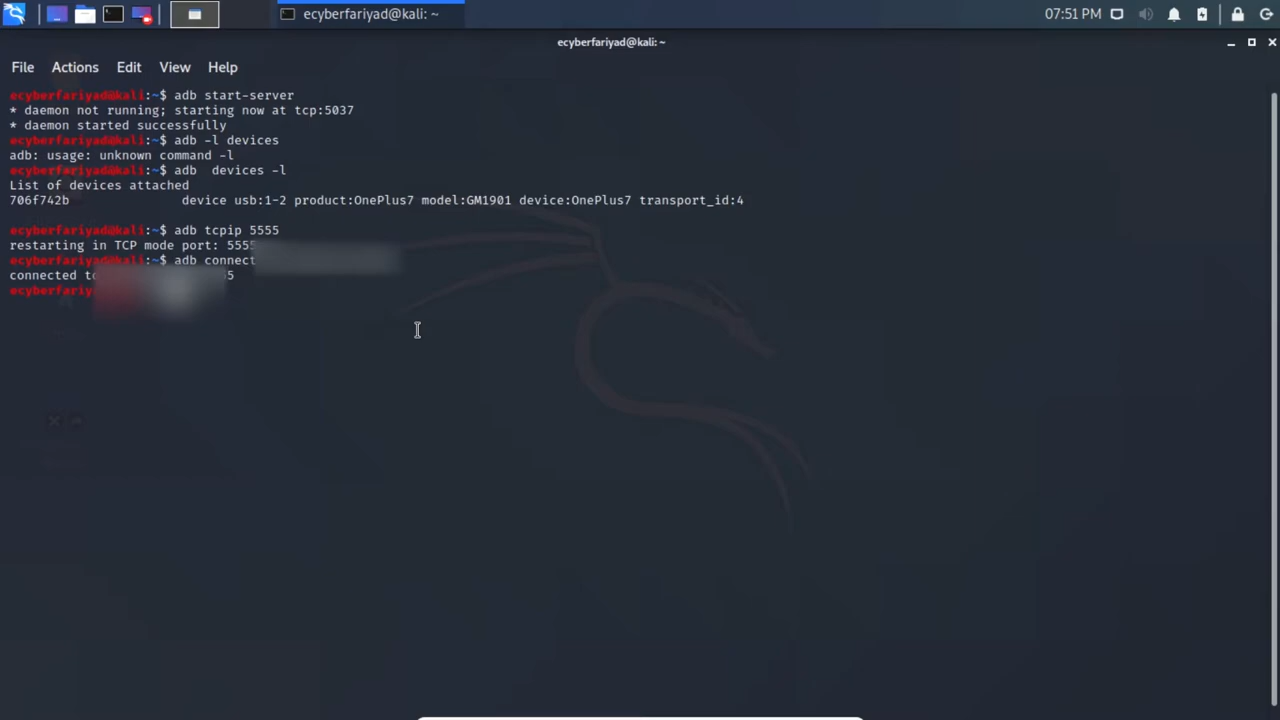 ecyberfariyad@kali: ~
07:51 PM
ecyberfariyad@kali: ~
File Actions Edit View Help
ecyberfariyad@kali:~$ adb start-server
* daemon not running; starting now at tcp:5037
* daemon started successfully
ecyberfariyad@kali:~$ adb -l devices
adb: usage: unknown command -l
ecyberfariyad@kali:~$ adb  devices -l
List of devices attached
706f742b               device usb:1-2 product:OnePlus7 model:GM1901 device:OnePlus7 transport_id:4
ecyberfariyad@kali:~$ adb tcpip 5555
restarting in TCP mode port: 5555
ecyberfariyad@kali:~$ adb connect
connected to 5
ecyberfariy